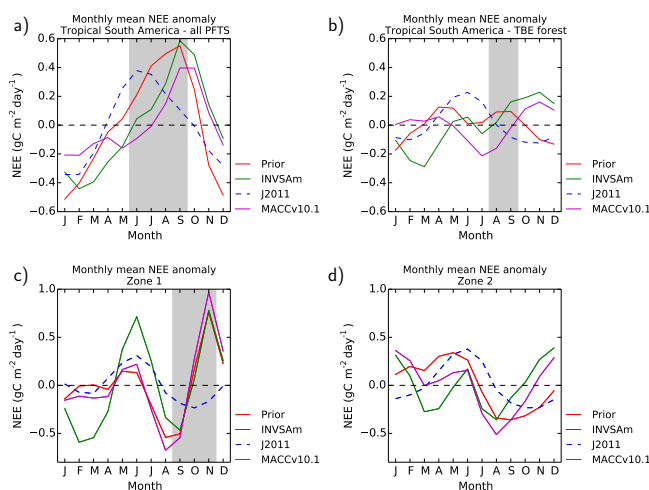 a)
Monthly mean NEE anomaly
Tropical South America - all PFTS
NEE (gC m⁻² day⁻¹)
0.6
0.4
0.2
0.0
−0.2
−0.4
−0.6
J F M A M J J A S O N D
Month
Prior
INVSAm
J2011
MACCv10.1
b)
Monthly mean NEE anomaly
Tropical South America - TBE forest
NEE (gC m⁻² day⁻¹)
0.6
0.4
0.2
0.0
−0.2
−0.4
−0.6
J F M A M J J A S O N D
Month
Prior
INVSAm
J2011
MACCv10.1
c)
Monthly mean NEE anomaly
Zone 1
NEE (gC m⁻² day⁻¹)
1.0
0.5
0.0
−0.5
J F M A M J J A S O N D
Month
Prior
INVSAm
J2011
MACCv10.1
d)
Monthly mean NEE anomaly
Zone 2
NEE (gC m⁻² day⁻¹)
1.0
0.5
0.0
−0.5
J F M A M J J A S O N D
Month
Prior
INVSAm
J2011
MACCv10.1